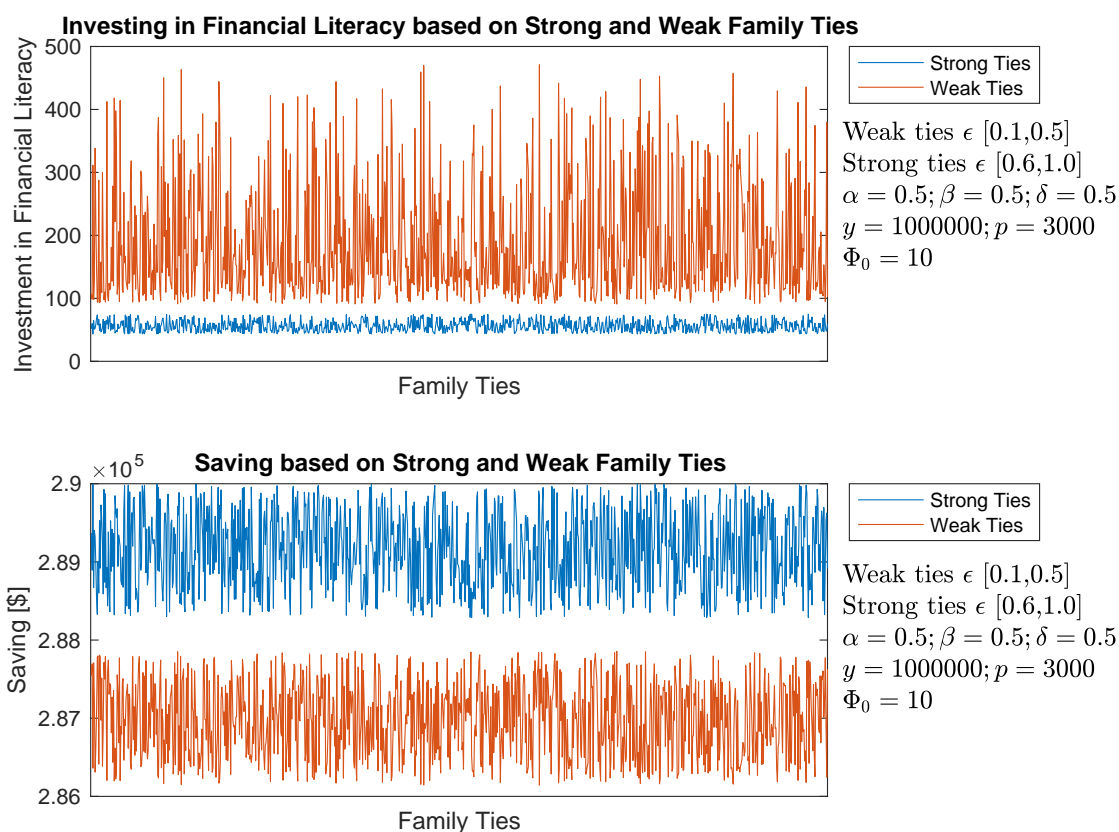 Investing in Financial Literacy based on Strong and Weak Family Ties
500
400
300
200
100
0
Investment in Financial Literacy
Family Ties
Strong Ties
Weak Ties
Weak ties ϵ [0.1,0.5]
Strong ties ϵ [0.6,1.0]
α = 0.5; β = 0.5; δ = 0.5
y = 1000000; p = 3000
Φ₀ = 10
×10⁵
Saving based on Strong and Weak Family Ties
2.9
2.89
2.88
2.87
2.86
Saving [$]
Family Ties
Strong Ties
Weak Ties
Weak ties ϵ [0.1,0.5]
Strong ties ϵ [0.6,1.0]
α = 0.5; β = 0.5; δ = 0.5
y = 1000000; p = 3000
Φ₀ = 10